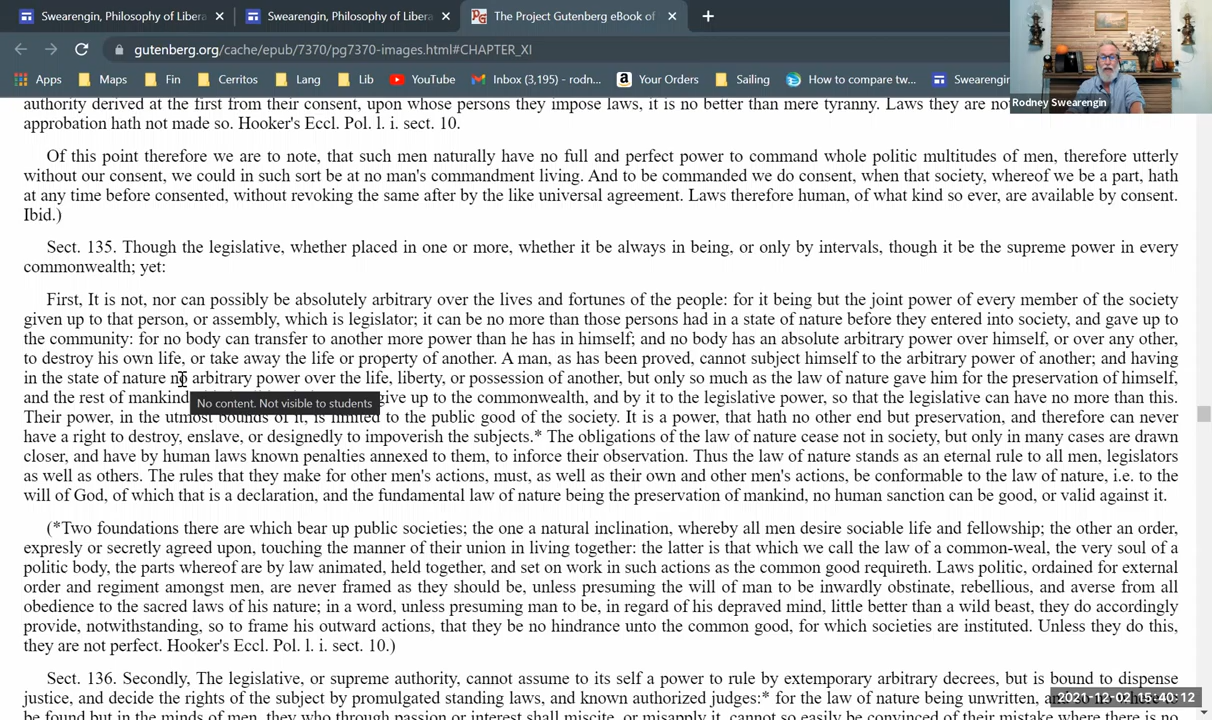 Swearengin, Philosophy of Libera
Swearengin, Philosophy of Libera
The Project Gutenberg eBook of
gutenberg.org/cache/epub/7370/pg7370-images.html#CHAPTER_XI
Apps Maps Fin Cerritos Lang Lib YouTube Inbox (3,195) - rodn... Your Orders Sailing How to compare tw... Swearengin
Rodney Swearengin
authority derived at the first from their consent, upon whose persons they impose laws, it is no better than mere tyranny. Laws they are no
approbation hath not made so. Hooker's Eccl. Pol. l. i. sect. 10.
Of this point therefore we are to note, that such men naturally have no full and perfect power to command whole politic multitudes of men, therefore utterly
without our consent, we could in such sort be at no man's commandment living. And to be commanded we do consent, when that society, whereof we be a part, hath
at any time before consented, without revoking the same after by the like universal agreement. Laws therefore human, of what kind so ever, are available by consent.
Ibid.)
Sect. 135. Though the legislative, whether placed in one or more, whether it be always in being, or only by intervals, though it be the supreme power in every
commonwealth; yet:
First, It is not, nor can possibly be absolutely arbitrary over the lives and fortunes of the people: for it being but the joint power of every member of the society
given up to that person, or assembly, which is legislator; it can be no more than those persons had in a state of nature before they entered into society, and gave up to
the community: for no body can transfer to another more power than he has in himself; and no body has an absolute arbitrary power over himself, or over any other,
to destroy his own life, or take away the life or property of another. A man, as has been proved, cannot subject himself to the arbitrary power of another; and having
in the state of nature no arbitrary power over the life, liberty, or possession of another, but only so much as the law of nature gave him for the preservation of himself,
and the rest of mankind give up to the commonwealth, and by it to the legislative power, so that the legislative can have no more than this.
No content. Not visible to students
Their power, in the utmost bounds of it, is limited to the public good of the society. It is a power, that hath no other end but preservation, and therefore can never
have a right to destroy, enslave, or designedly to impoverish the subjects.* The obligations of the law of nature cease not in society, but only in many cases are drawn
closer, and have by human laws known penalties annexed to them, to inforce their observation. Thus the law of nature stands as an eternal rule to all men, legislators
as well as others. The rules that they make for other men's actions, must, as well as their own and other men's actions, be conformable to the law of nature, i.e. to the
will of God, of which that is a declaration, and the fundamental law of nature being the preservation of mankind, no human sanction can be good, or valid against it.
(*Two foundations there are which bear up public societies; the one a natural inclination, whereby all men desire sociable life and fellowship; the other an order,
expresly or secretly agreed upon, touching the manner of their union in living together: the latter is that which we call the law of a common-weal, the very soul of a
politic body, the parts whereof are by law animated, held together, and set on work in such actions as the common good requireth. Laws politic, ordained for external
order and regiment amongst men, are never framed as they should be, unless presuming the will of man to be inwardly obstinate, rebellious, and averse from all
obedience to the sacred laws of his nature; in a word, unless presuming man to be, in regard of his depraved mind, little better than a wild beast, they do accordingly
provide, notwithstanding, so to frame his outward actions, that they be no hindrance unto the common good, for which societies are instituted. Unless they do this,
they are not perfect. Hooker's Eccl. Pol. l. i. sect. 10.)
Sect. 136. Secondly, The legislative, or supreme authority, cannot assume to its self a power to rule by extemporary arbitrary decrees, but is bound to dispense
justice, and decide the rights of the subject by promulgated standing laws, and known authorized judges:* for the law of nature being unwritten,
2021-12-02 15:40:12
be found but in the minds of men, they who through passion or interest shall miscite, or misapply it, cannot so easily be convinced of their mistake where there is no